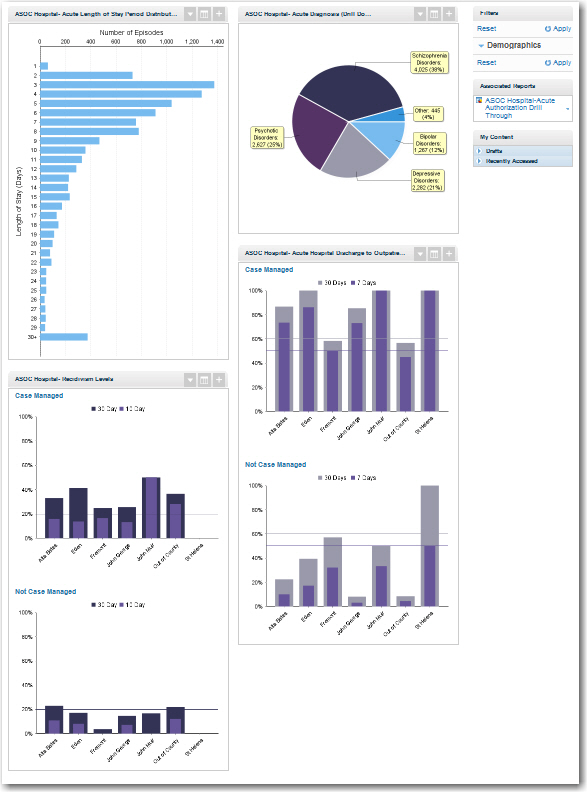 ASOC Hospital- Acute Length of Stay Period Distribut...
Number of Episodes
0 200 400 600 800 1,000 1,200 1,400
Length of Stay (Days)
1
2
3
4
5
6
7
8
9
10
11
12
13
14
15
16
17
18
19
20
21
22
23
24
25
26
27
28
29
30+
ASOC Hospital- Recidivism Levels
Case Managed
30 Day 10 Day
100%
80%
60%
40%
20%
0%
Alta Bates Eden Fremont John George John Muir Out of County St Helena
Not Case Managed
30 Day 10 Day
100%
80%
60%
40%
20%
0%
Alta Bates Eden Fremont John George John Muir Out of County St Helena
ASOC Hospital- Acute Diagnosis (Drill Do...
Schizophrenia
Disorders:
4,025 (38%)
Other: 445
(4%)
Bipolar
Disorders:
1,267 (12%)
Depressive
Disorders:
2,282 (21%)
Psychotic
Disorders:
2,627 (25%)
ASOC Hospital- Acute Hospital Discharge to Outpatie...
Case Managed
30 Days 7 Days
100%
80%
60%
40%
20%
0%
Alta Bates Eden Fremont John George John Muir Out of County St Helena
Not Case Managed
30 Days 7 Days
100%
80%
60%
40%
20%
0%
Alta Bates Eden Fremont John George John Muir Out of County St Helena
Filters
Reset Apply
Demographics
Reset Apply
Associated Reports
ASOC Hospital-Acute
Authorization Drill
Through
My Content
Drafts
Recently Accessed